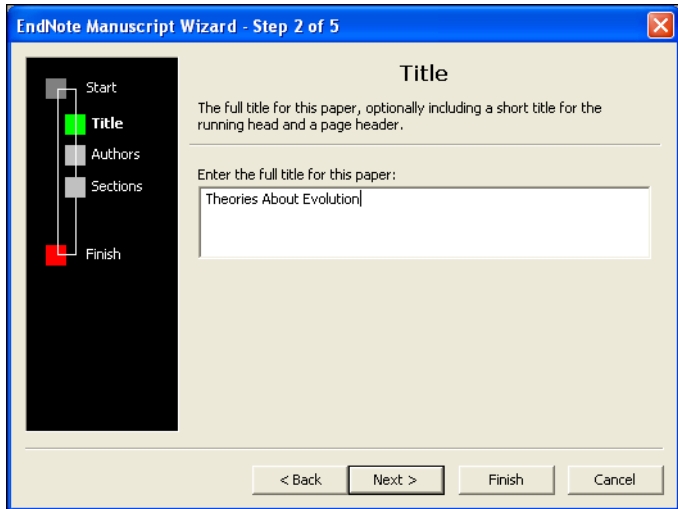 EndNote Manuscript Wizard - Step 2 of 5
Start
Title
Authors
Sections
Finish
Title
The full title for this paper, optionally including a short title for the
running head and a page header.
Enter the full title for this paper:
Theories About Evolution
< Back
Next >
Finish
Cancel